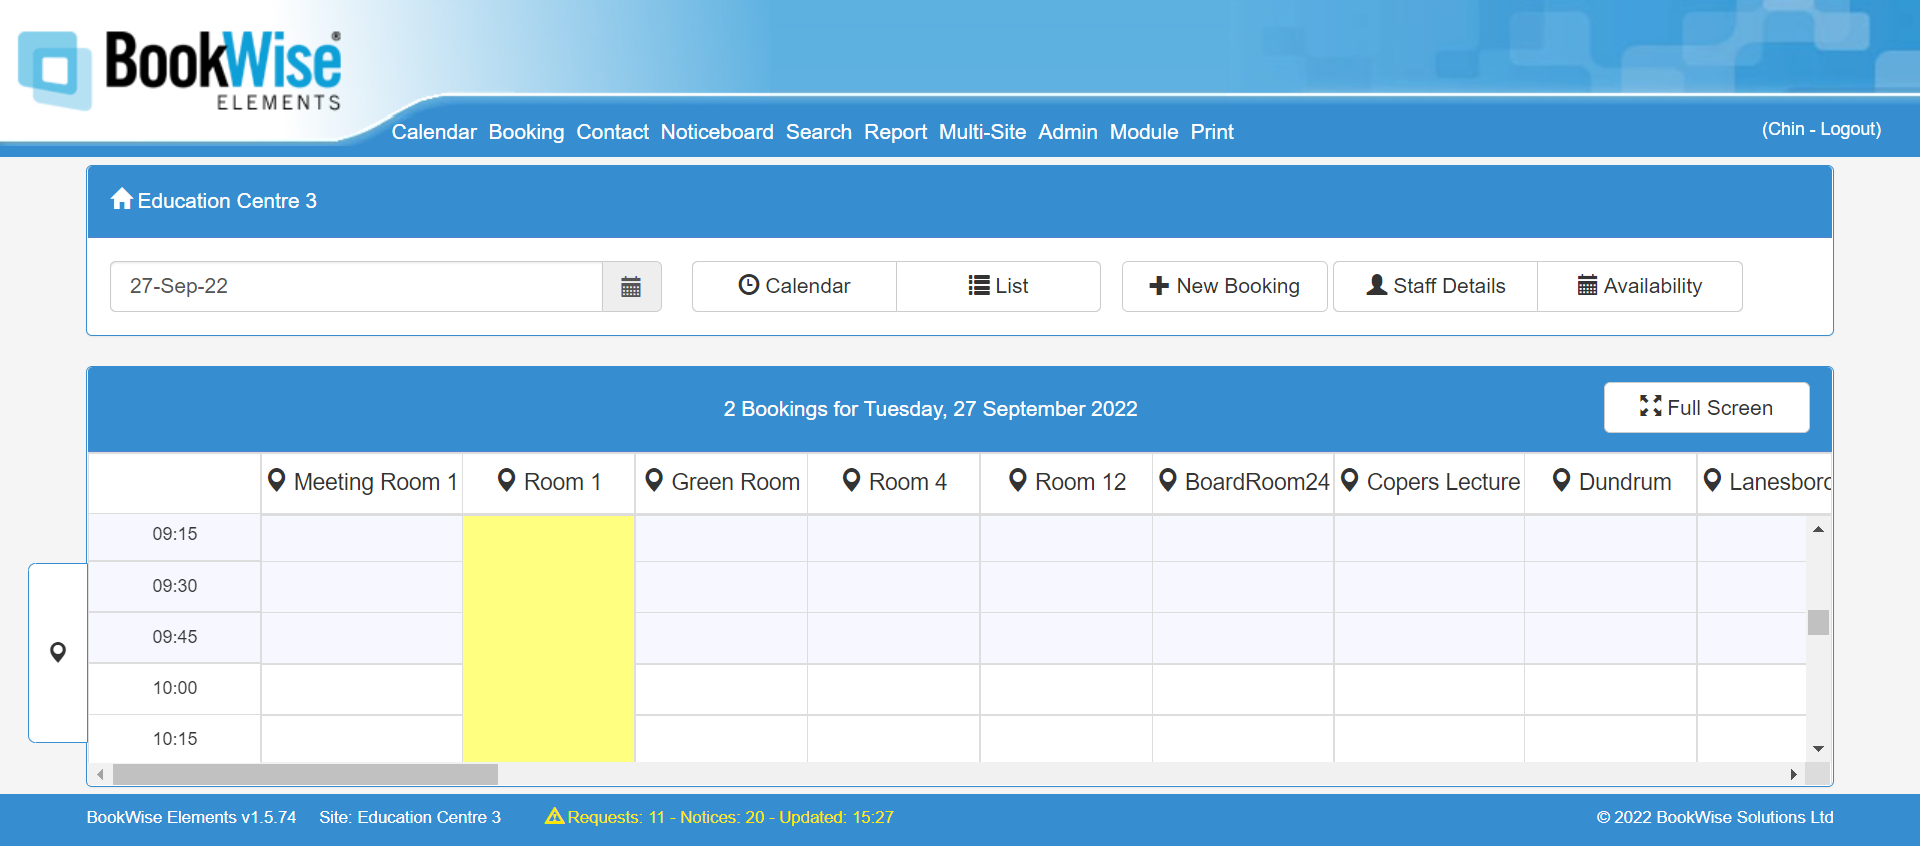 BookWise®
ELEMENTS
Calendar Booking Contact Noticeboard Search Report Multi-Site Admin Module Print
(Chin - Logout)
Education Centre 3
27-Sep-22
Calendar
List
New Booking
Staff Details
Availability
2 Bookings for Tuesday, 27 September 2022
Full Screen
Meeting Room 1
Room 1
Green Room
Room 4
Room 12
BoardRoom24
Copers Lecture
Dundrum
09:15
09:30
09:45
10:00
10:15
BookWise Elements v1.5.74
Site: Education Centre 3
Requests: 11 - Notices: 20 - Updated: 15:27
© 2022 BookWise Solutions Ltd